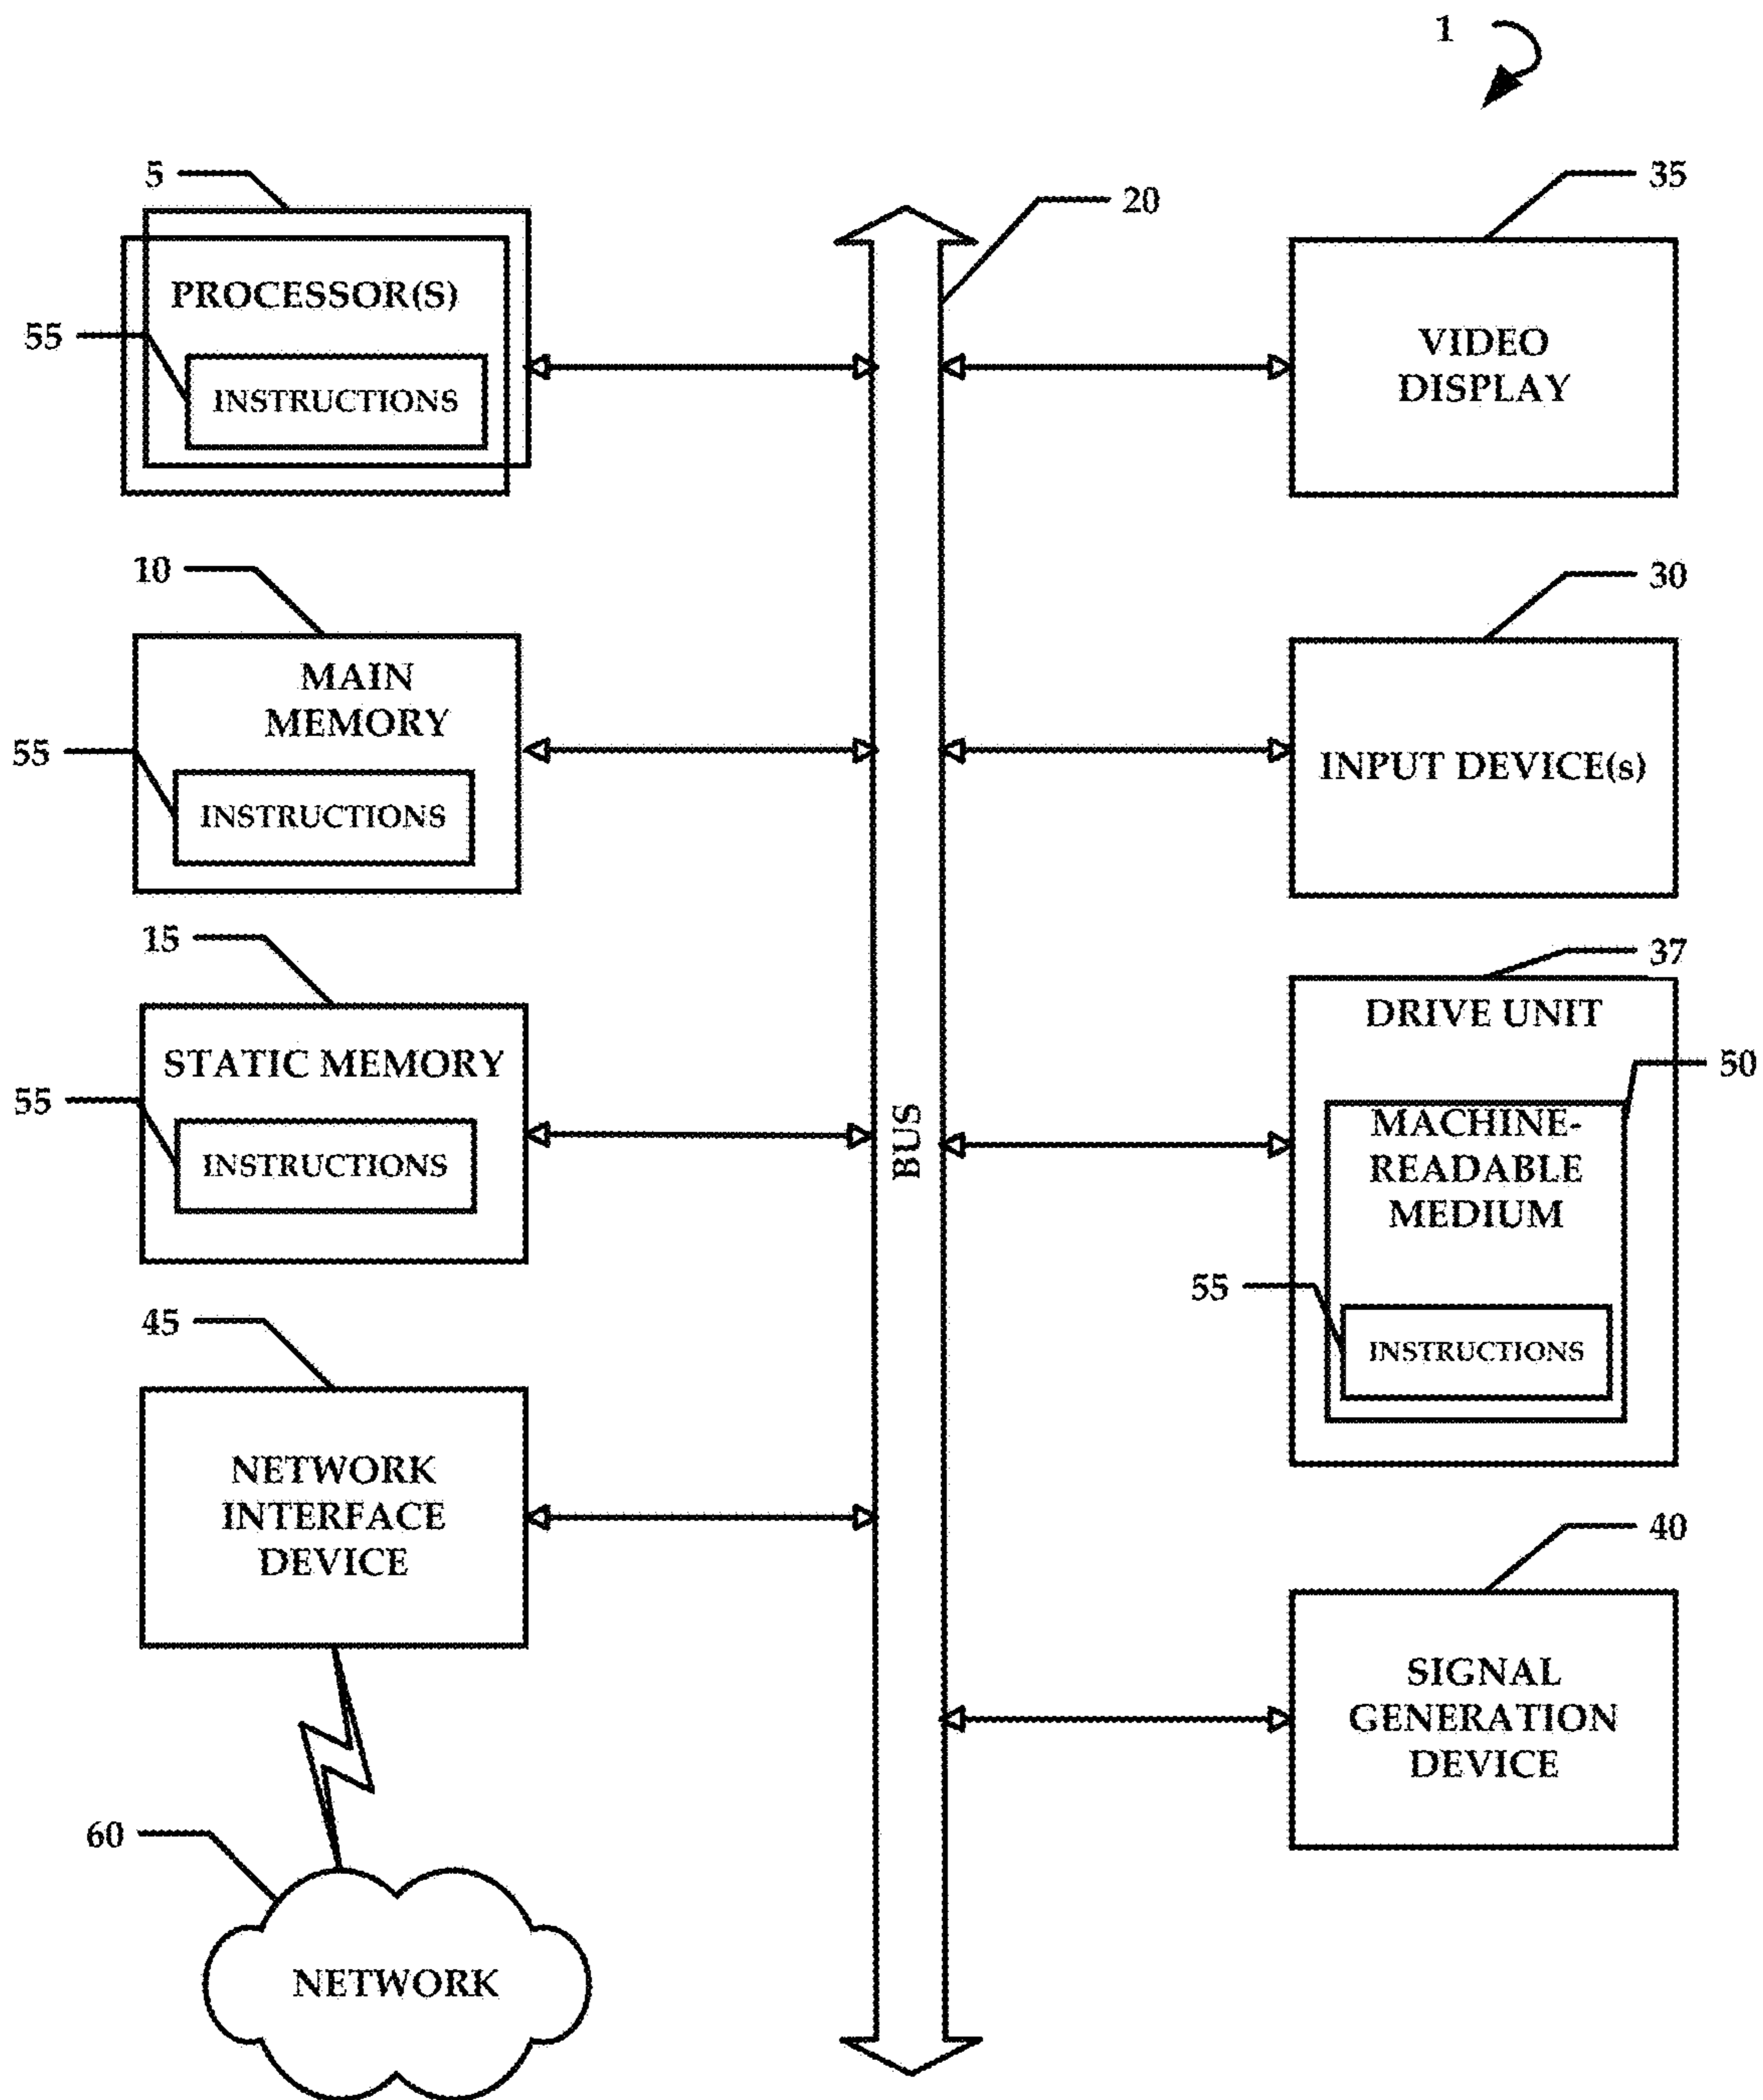 1
5
PROCESSOR(S)
55
INSTRUCTIONS
10
MAIN
MEMORY
55
INSTRUCTIONS
15
STATIC MEMORY
55
INSTRUCTIONS
45
NETWORK
INTERFACE
DEVICE
60
NETWORK
20
BUS
35
VIDEO
DISPLAY
30
INPUT DEVICE(s)
37
DRIVE UNIT
50
MACHINE-
READABLE
MEDIUM
55
INSTRUCTIONS
40
SIGNAL
GENERATION
DEVICE